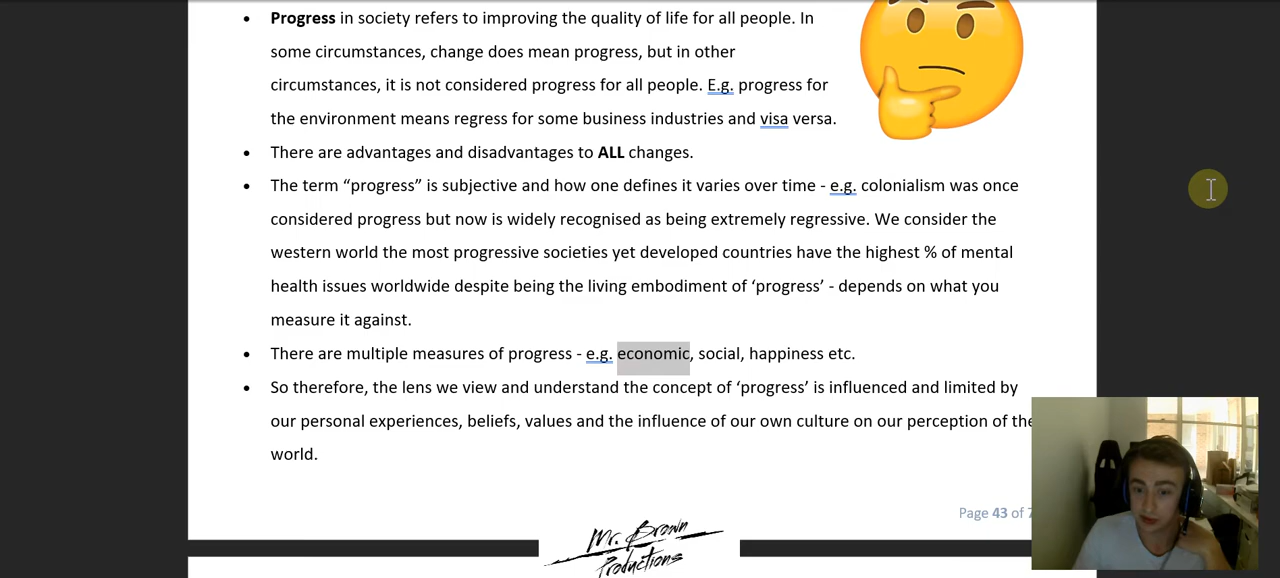 Progress in society refers to improving the quality of life for all people. In
some circumstances, change does mean progress, but in other
circumstances, it is not considered progress for all people. E.g. progress for
the environment means regress for some business industries and visa versa.
• There are advantages and disadvantages to ALL changes.
• The term “progress” is subjective and how one defines it varies over time - e.g. colonialism was once
considered progress but now is widely recognised as being extremely regressive. We consider the
western world the most progressive societies yet developed countries have the highest % of mental
health issues worldwide despite being the living embodiment of ‘progress’ - depends on what you
measure it against.
• There are multiple measures of progress - e.g. economic, social, happiness etc.
• So therefore, the lens we view and understand the concept of ‘progress’ is influenced and limited by
our personal experiences, beliefs, values and the influence of our own culture on our perception of the
world.
Page 43 of 7
Mr. Brown
Productions